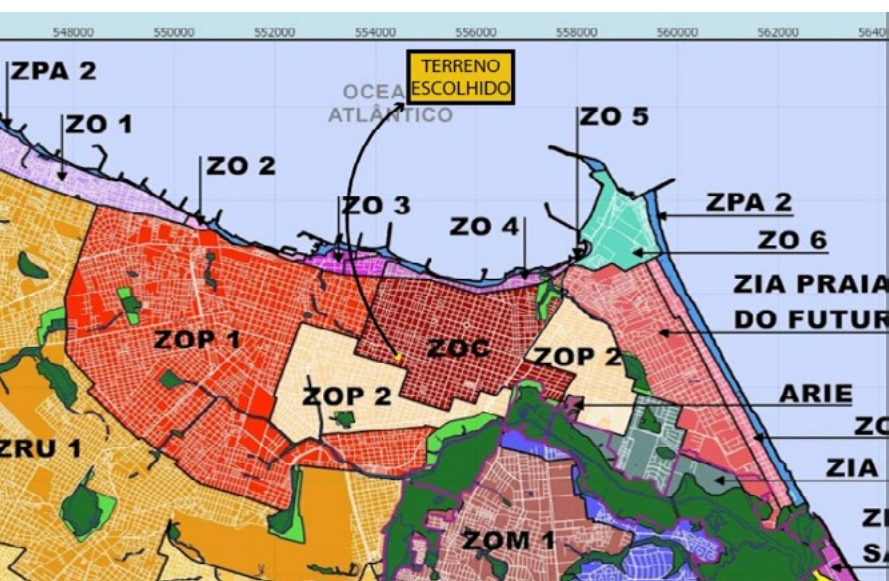 548000 550000 552000 554000 556000 558000 560000 562000
TERRENO
ESCOLHIDO
OCEA
ATLÂNTICO
ZPA 2
ZO 1
ZO 2
ZO 3
ZO 4
ZO 5
ZPA 2
ZO 6
ZIA PRAIA
DO FUTUR
ZOP 1
ZOC
ZOP 2
ZOP 2
ARIE
ZRU 1
ZO
ZIA
ZOM 1